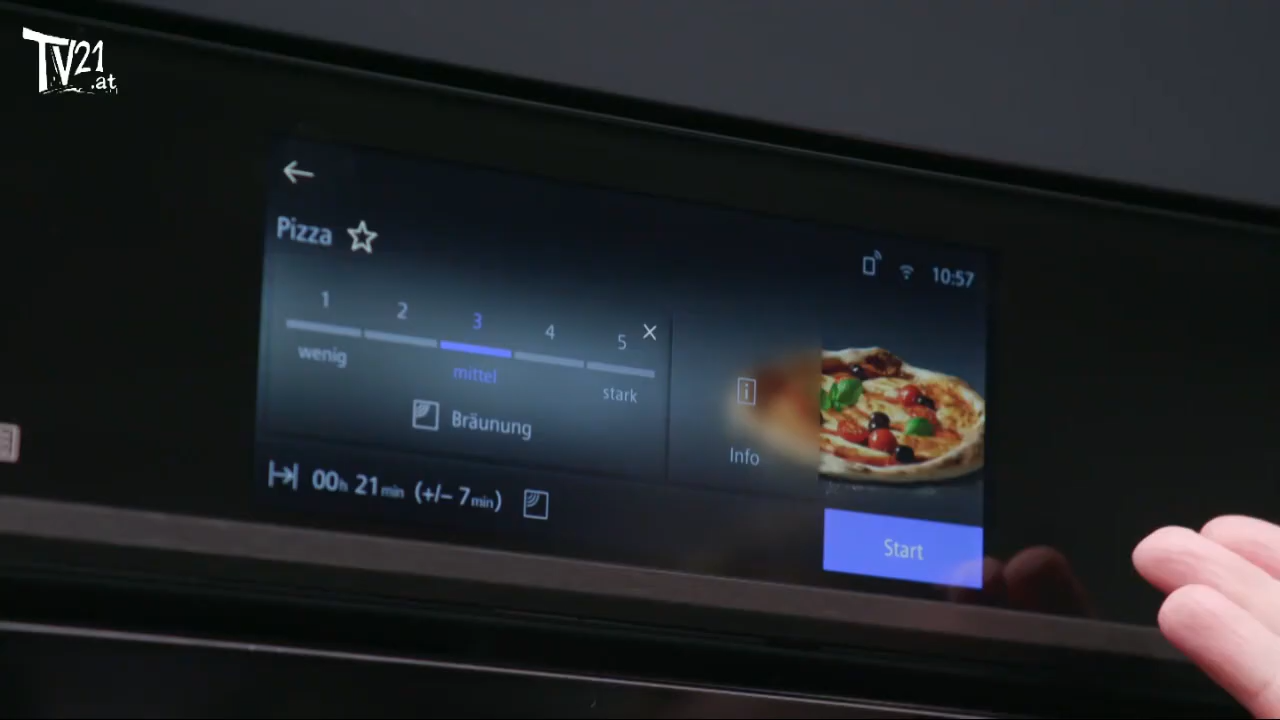 TV21
.at
Pizza
10:57
1 2 3 4 5
wenig mittel stark
Bräunung
i
Info
00h 21min (+/- 7min)
Start